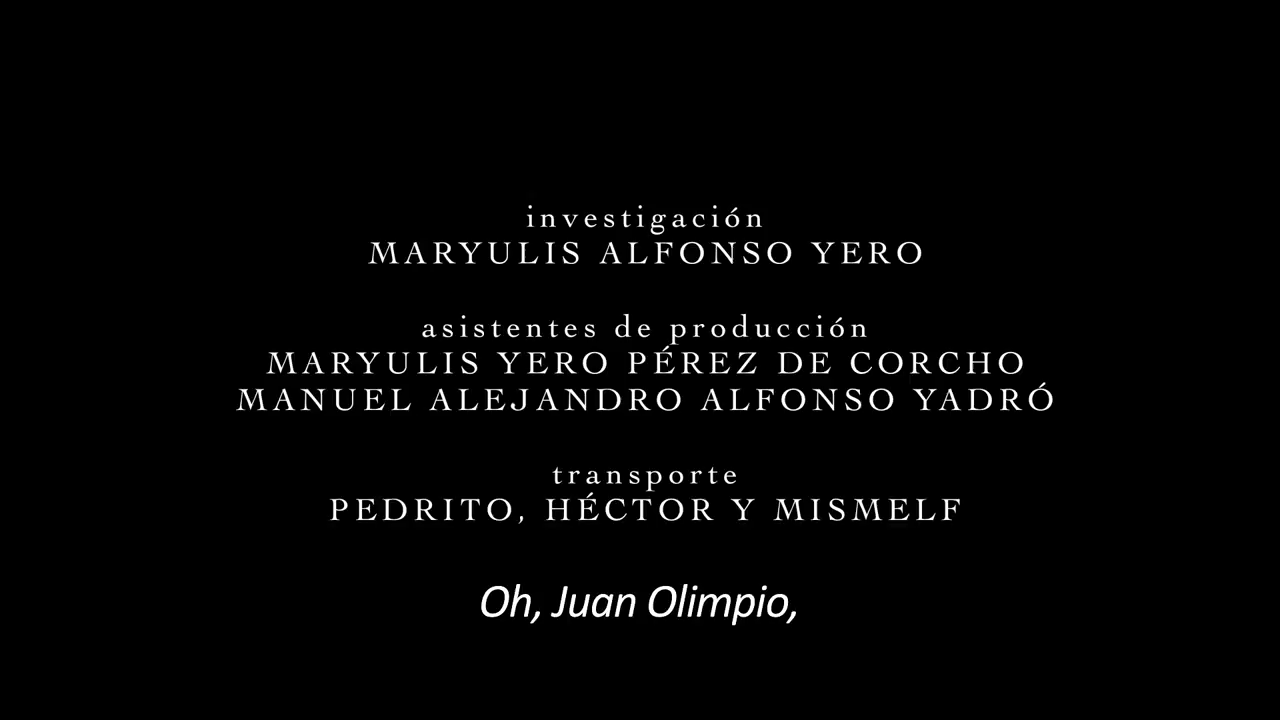 investigación
MARYULIS ALFONSO YERO
asistentes de producción
MARYULIS YERO PÉREZ DE CORCHO
MANUEL ALEJANDRO ALFONSO YADRÓ
transporte
PEDRITO, HÉCTOR Y MISMELF
Oh, Juan Olimpio,